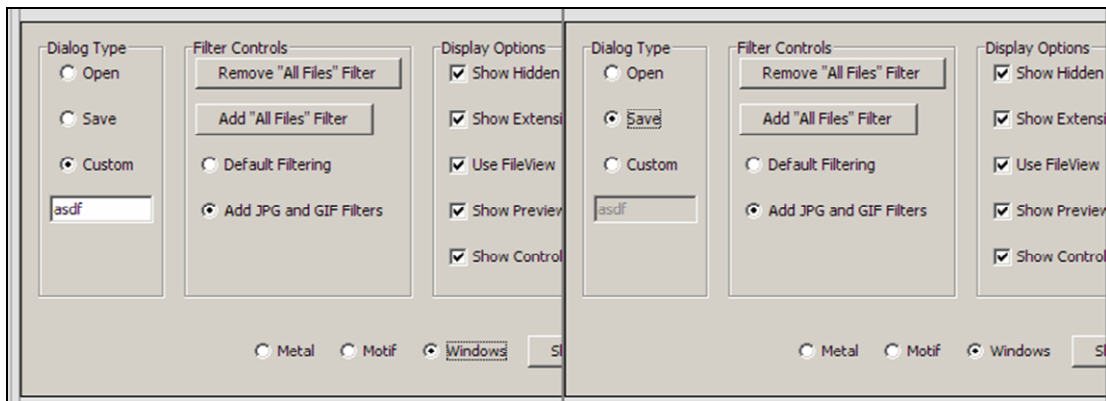 Dialog Type
Open
Save
Custom
asdf
Filter Controls
Remove "All Files" Filter
Add "All Files" Filter
Default Filtering
Add JPG and GIF Filters
Display Options
Show Hidden
Show Extensi
Use FileView
Show Preview
Show Control
Metal Motif Windows
Dialog Type
Open
Save
Custom
asdf
Filter Controls
Remove "All Files" Filter
Add "All Files" Filter
Default Filtering
Add JPG and GIF Filters
Display Options
Show Hidden
Show Extensi
Use FileView
Show Preview
Show Control
Metal Motif Windows